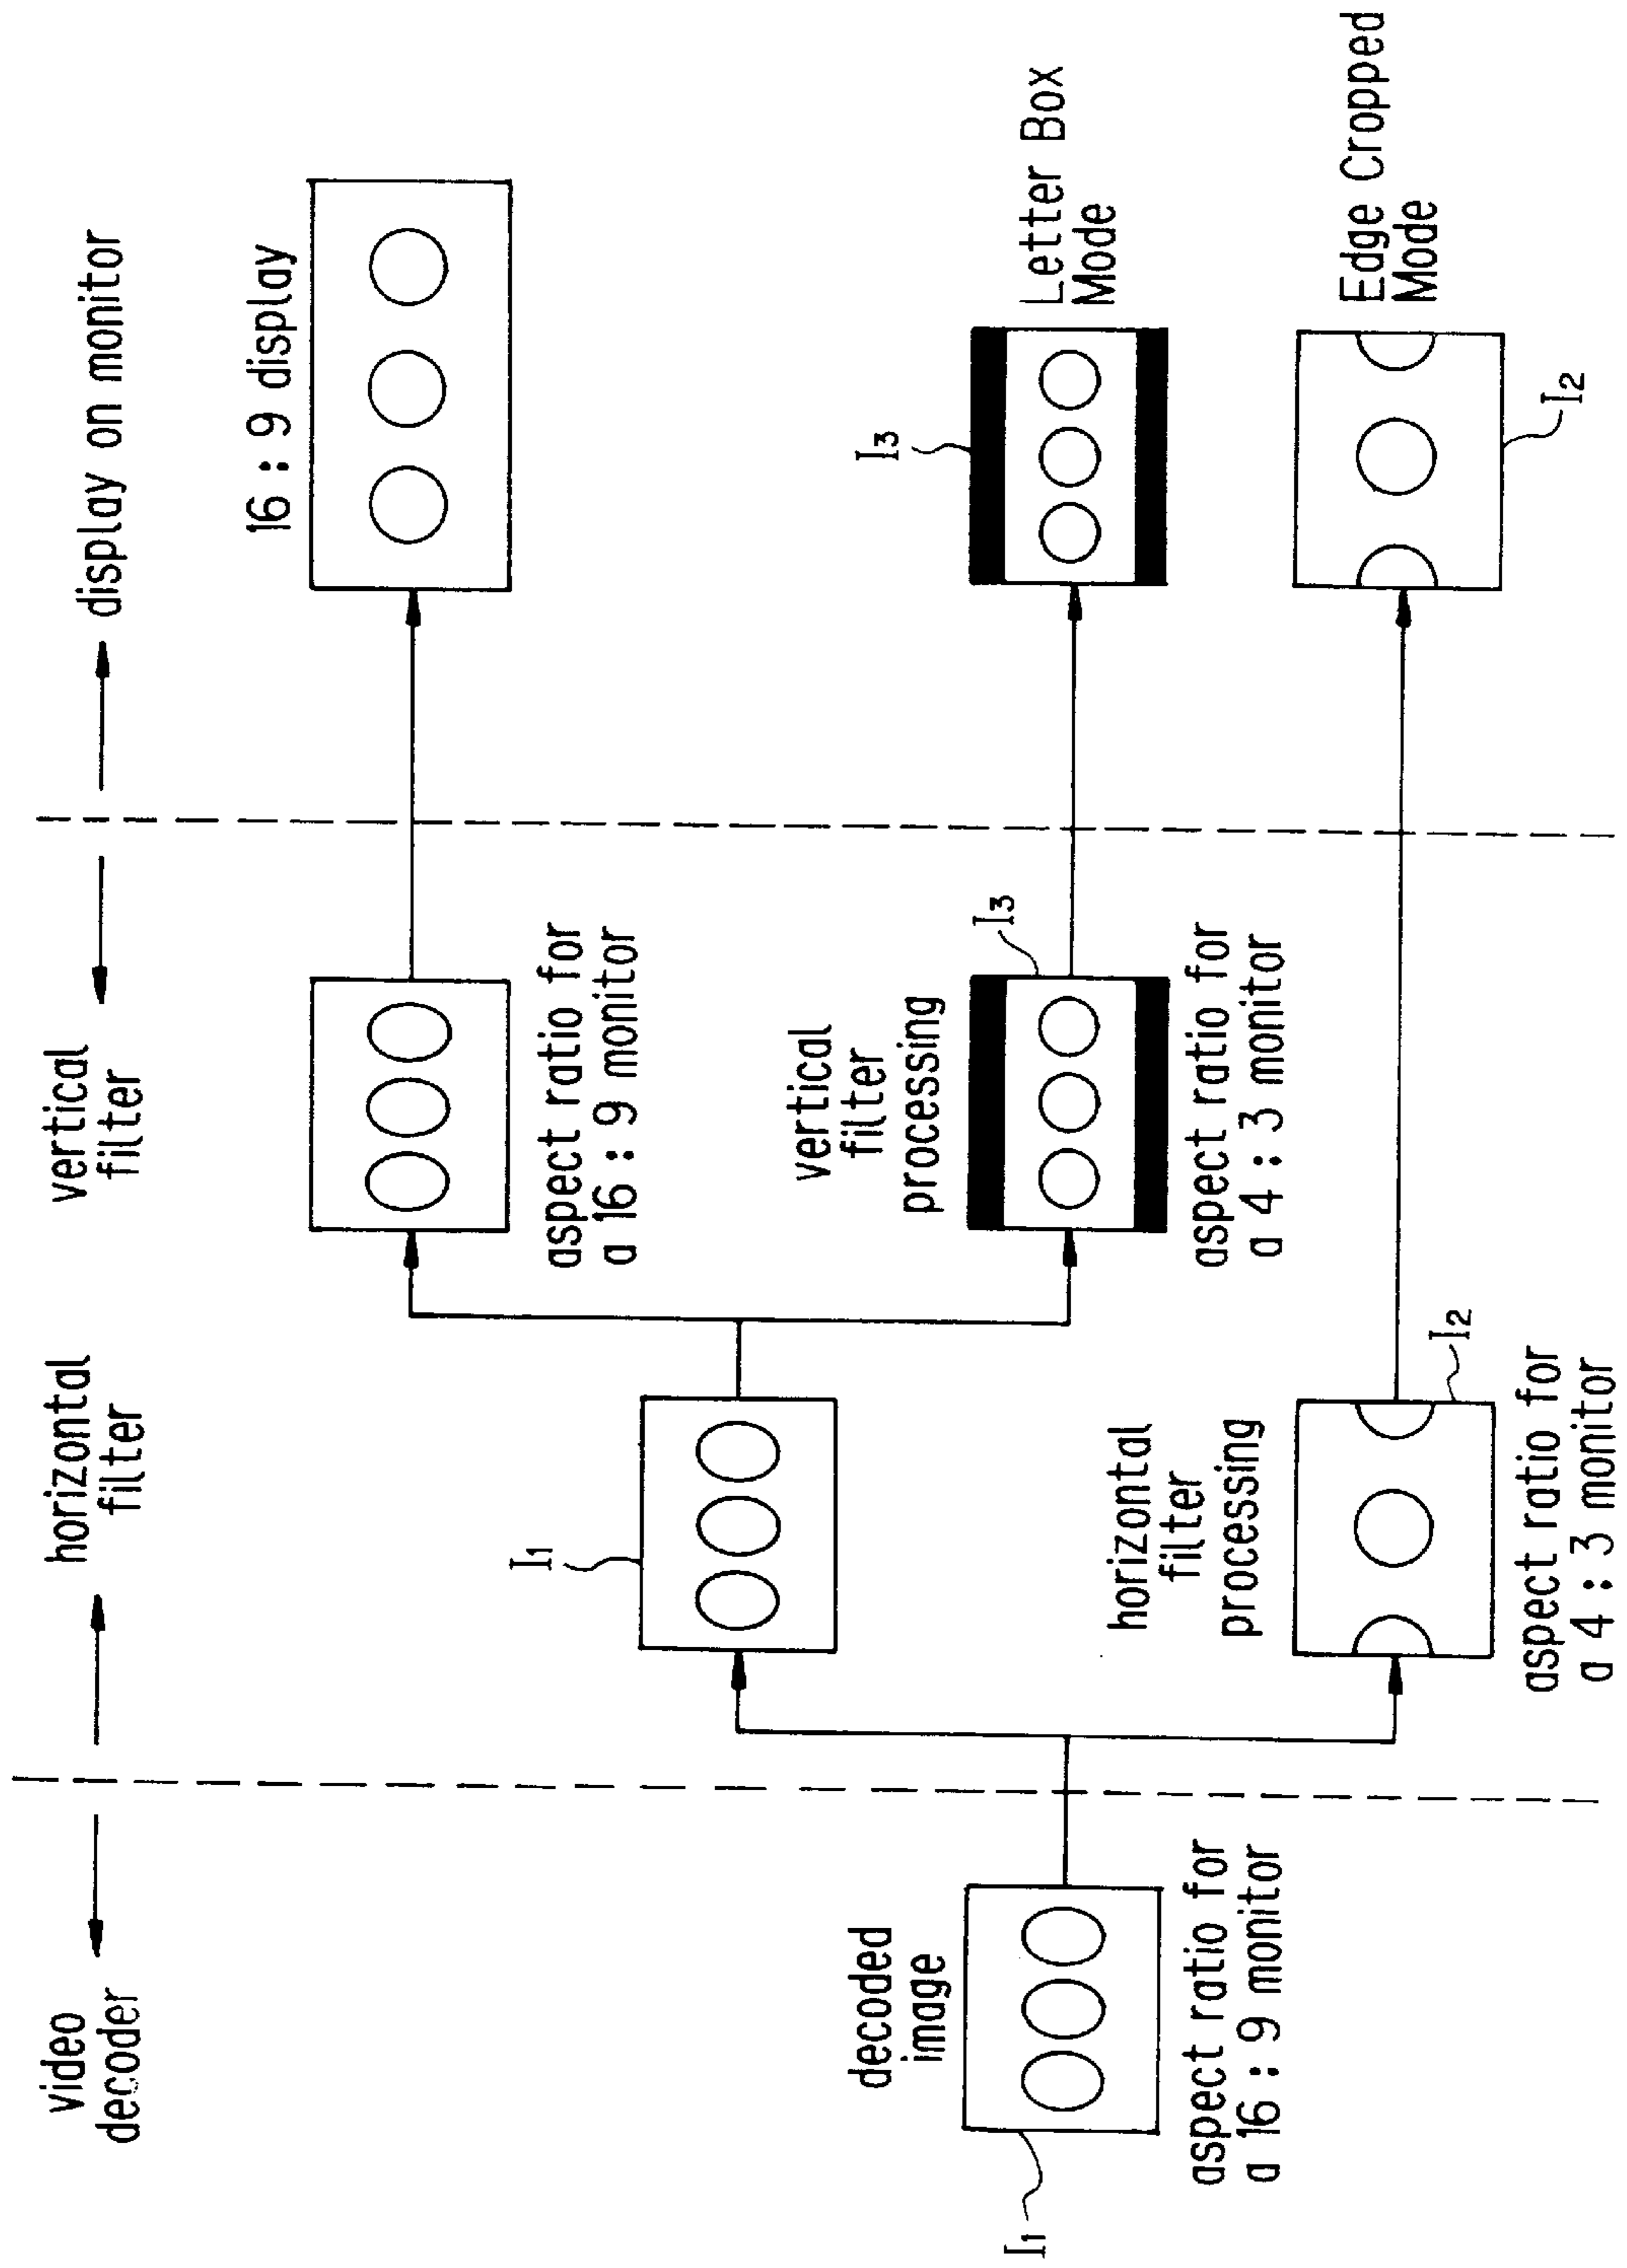 video
decoder
horizontal
filter
vertical
filter
display on monitor
decoded
image
I1
aspect ratio for
a 16 : 9 monitor
I1
horizontal
filter
processing
I2
aspect ratio for
a 4 : 3 monitor
aspect ratio for
a 16 : 9 monitor
vertical
filter
processing
I3
aspect ratio for
a 4 : 3 monitor
16 : 9 display
I3
Letter Box
Mode
I2
Edge Cropped
Mode